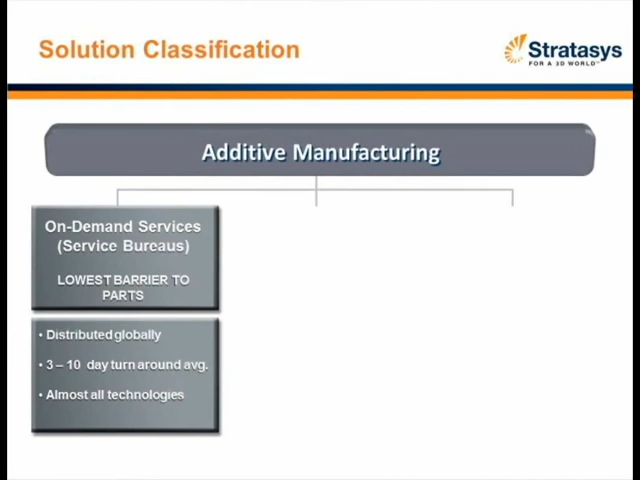 Solution Classification
Stratasys
FOR A 3D WORLD™
Additive Manufacturing
On-Demand Services
(Service Bureaus)
LOWEST BARRIER TO
PARTS
• Distributed globally
• 3 – 10 day turn around avg.
• Almost all technologies